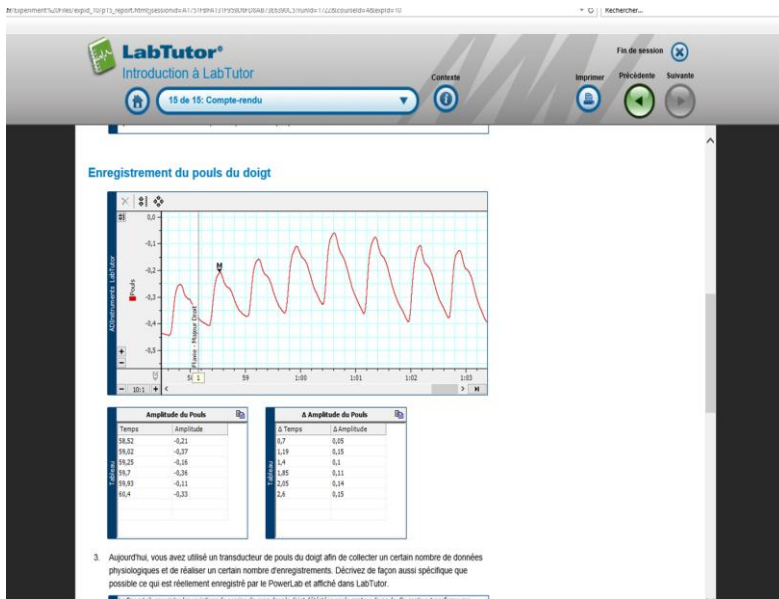 Rechercher...
LabTutor®
Introduction à LabTutor
15 de 15: Compte-rendu
Contexte
Imprimer
Fin de session
Précédente
Suivante
Enregistrement du pouls du doigt
0,0
-0,1
-0,2
-0,3
-0,4
-0,5
ADInstruments LabTutor
Pouls
M
Majeur Droit
1
59
1:00
1:01
1:02
1:03
10:1
Amplitude du Pouls
Temps Amplitude
58,52 -0,21
59,02 -0,37
59,25 -0,16
59,7 -0,36
59,93 -0,11
60,4 -0,33
Tableau
Δ Amplitude du Pouls
Δ Temps Δ Amplitude
0,7 0,05
1,19 0,15
1,4 0,1
1,85 0,11
2,05 0,14
2,6 0,15
Tableau
3. Aujourd'hui, vous avez utilisé un transducteur de pouls du doigt afin de collecter un certain nombre de données
physiologiques et de réaliser un certain nombre d'enregistrements. Décrivez de façon aussi spécifique que
possible ce qui est réellement enregistré par le PowerLab et affiché dans LabTutor.